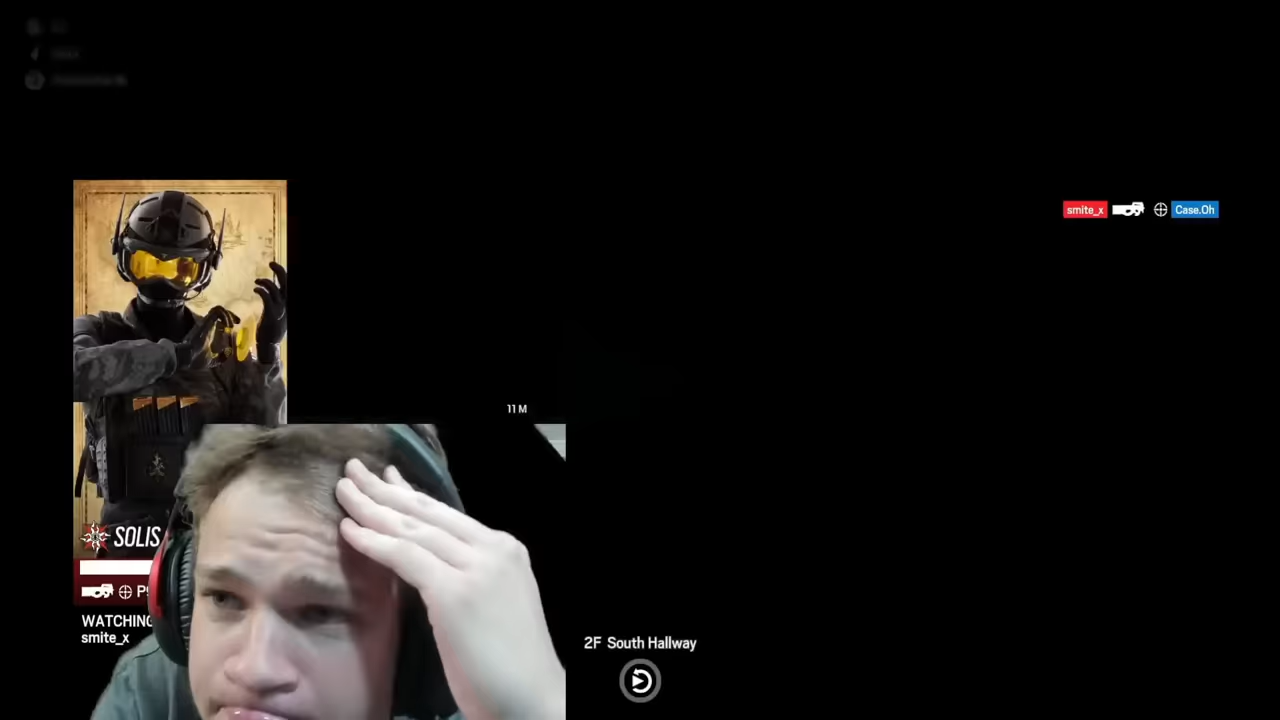 smite_x Case.Oh
11 M
SOLIS
WATCHING
smite_x
2F South Hallway